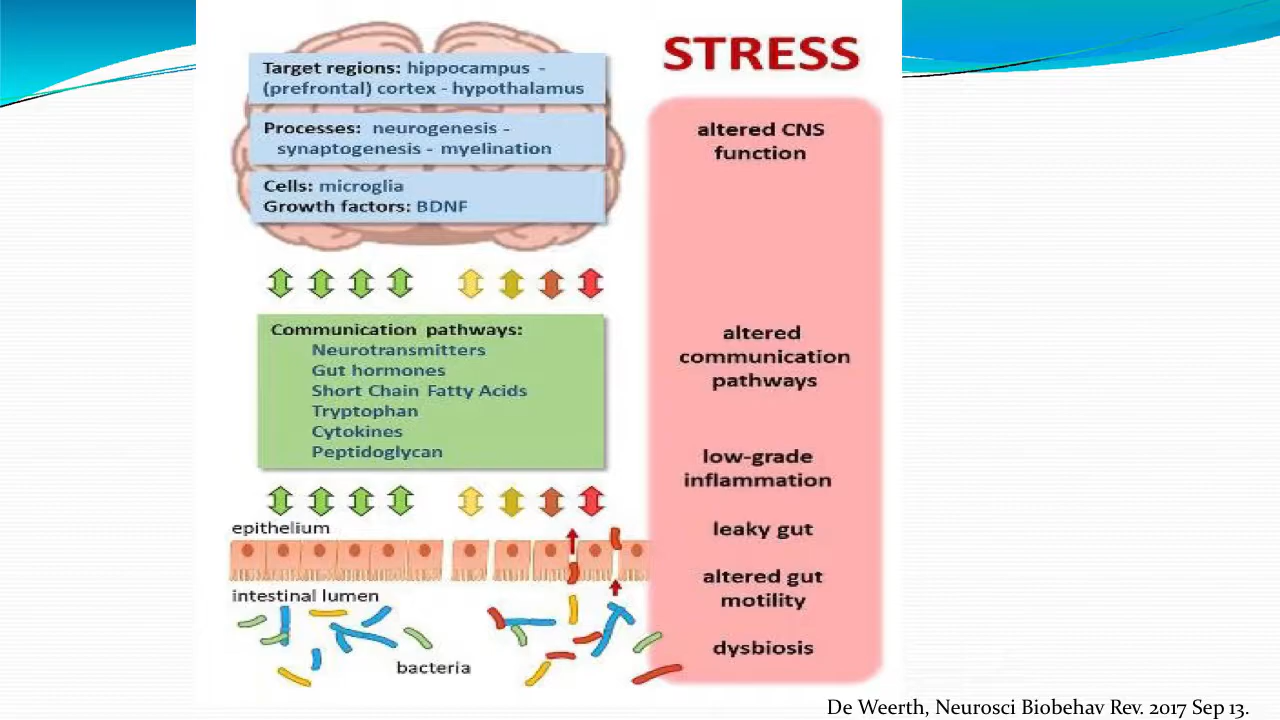 STRESS
Target regions: hippocampus -
(prefrontal) cortex - hypothalamus
Processes: neurogenesis -
synaptogenesis - myelination
Cells: microglia
Growth factors: BDNF
altered CNS
function
Communication pathways:
Neurotransmitters
Gut hormones
Short Chain Fatty Acids
Tryptophan
Cytokines
Peptidoglycan
altered
communication
pathways
low-grade
inflammation
epithelium
leaky gut
altered gut
motility
intestinal lumen
bacteria
dysbiosis
De Weerth, Neurosci Biobehav Rev. 2017 Sep 13.